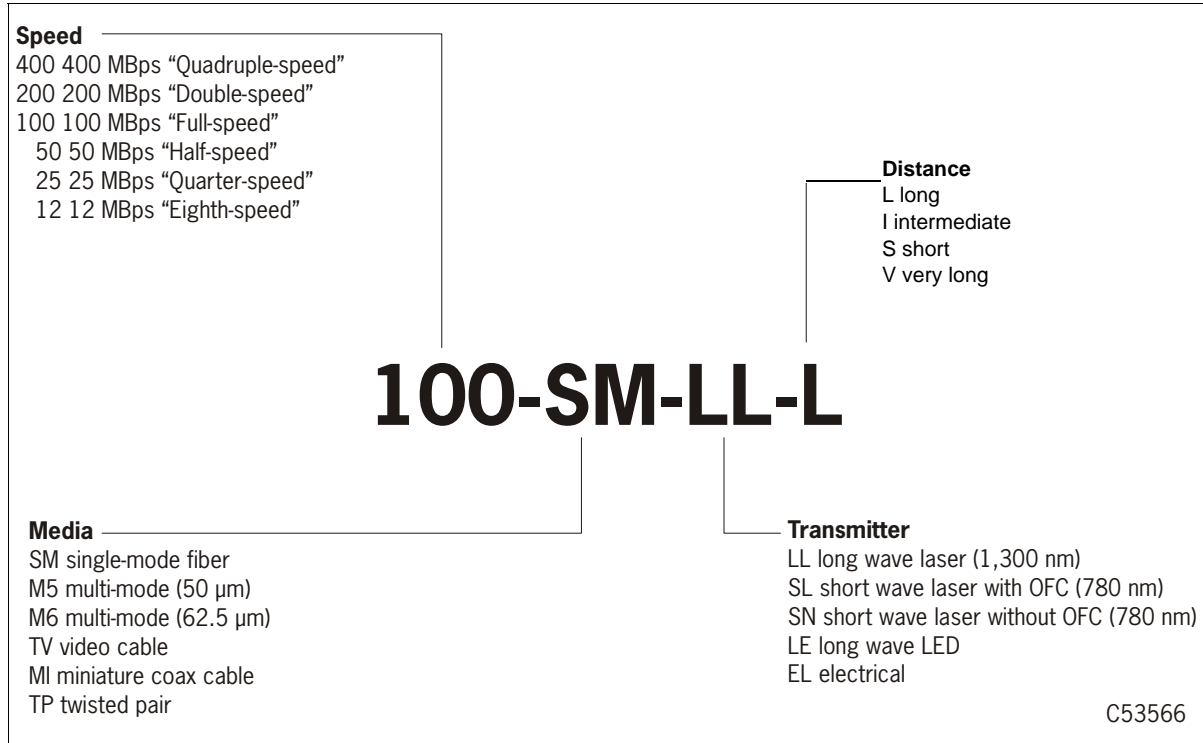 Speed
400 400 MBps “Quadruple-speed”
200 200 MBps “Double-speed”
100 100 MBps “Full-speed”
50 50 MBps “Half-speed”
25 25 MBps “Quarter-speed”
12 12 MBps “Eighth-speed”
Distance
L long
I intermediate
S short
V very long
100-SM-LL-L
Media
SM single-mode fiber
M5 multi-mode (50 µm)
M6 multi-mode (62.5 µm)
TV video cable
MI miniature coax cable
TP twisted pair
Transmitter
LL long wave laser (1,300 nm)
SL short wave laser with OFC (780 nm)
SN short wave laser without OFC (780 nm)
LE long wave LED
EL electrical
C53566